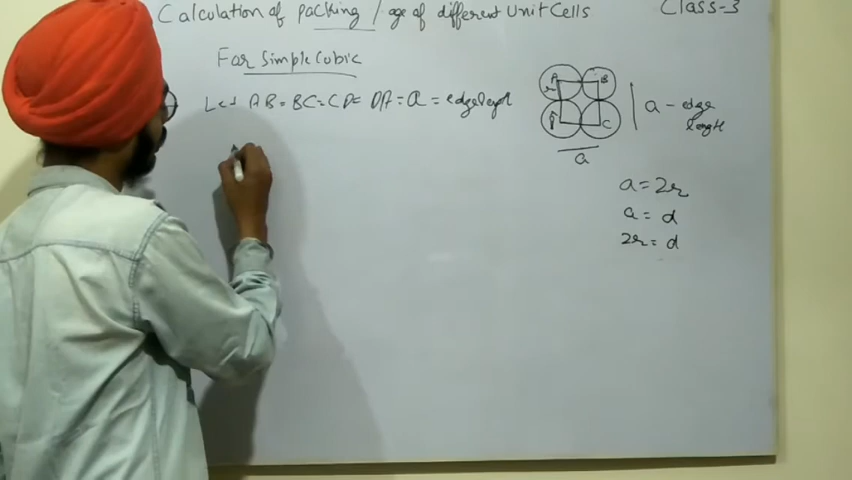 Calculation of packing /age of different Unit Cells
Class-3
For Simple Cubic
Let AB = BC = CD = DA = a = edge length
A B
r
C
a - edge
length
a
a = 2r
a = d
2r = d